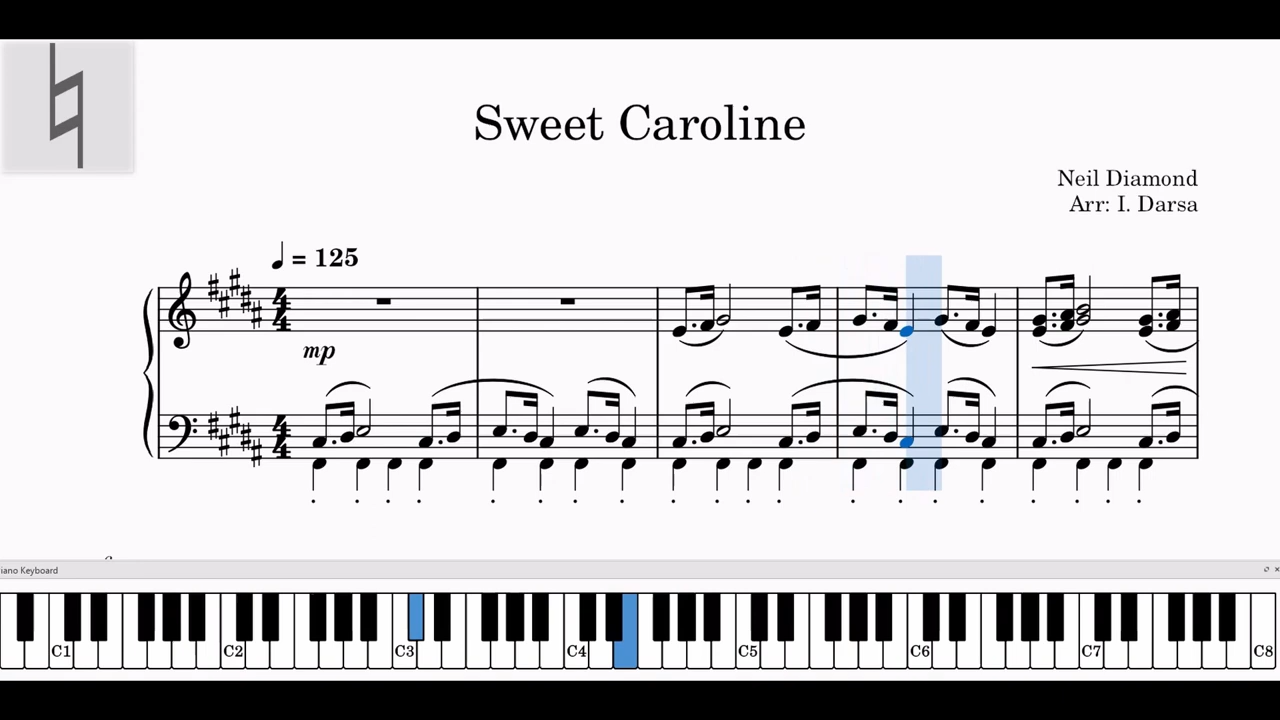 Sweet Caroline
Neil Diamond
Arr: I. Darsa
= 125
4
4
mp
4
4
iano Keyboard
C1 C2 C3 C4 C5 C6 C7 C8